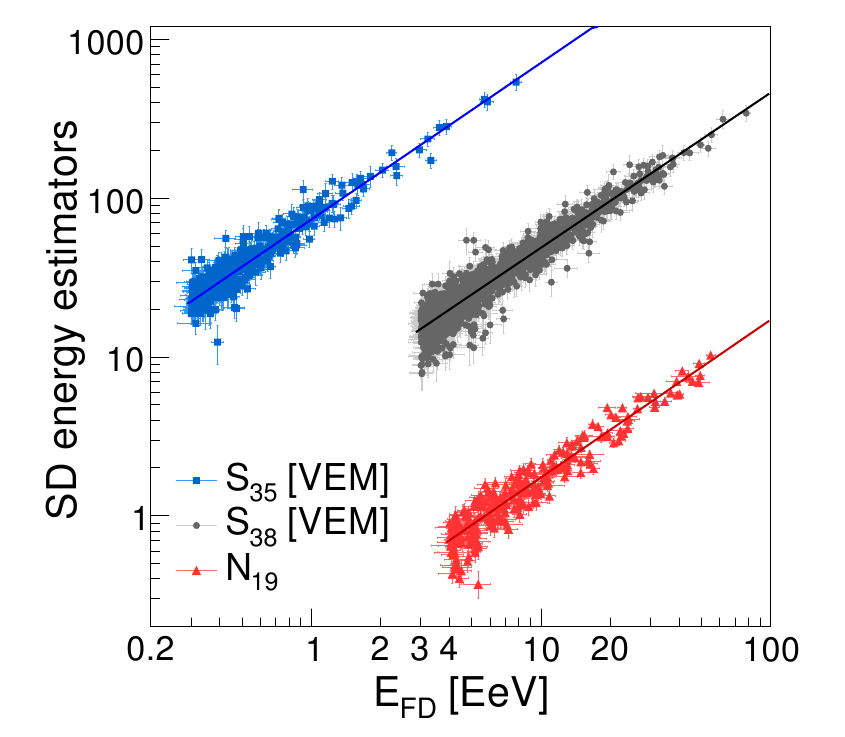 1000
100
10
1
SD energy estimators
S35 [VEM]
S38 [VEM]
N19
0.2 1 2 3 4 10 20 100
EFD [EeV]